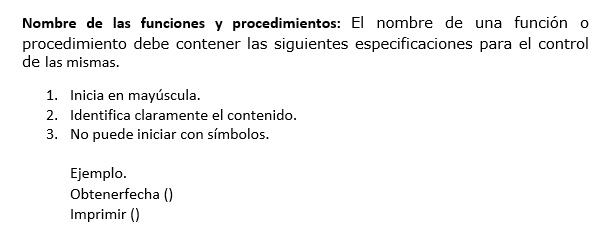 Nombre de las funciones y procedimientos: El nombre de una función o
procedimiento debe contener las siguientes especificaciones para el control
de las mismas.
1. Inicia en mayúscula.
2. Identifica claramente el contenido.
3. No puede iniciar con símbolos.
Ejemplo.
Obtenerfecha ()
Imprimir ()